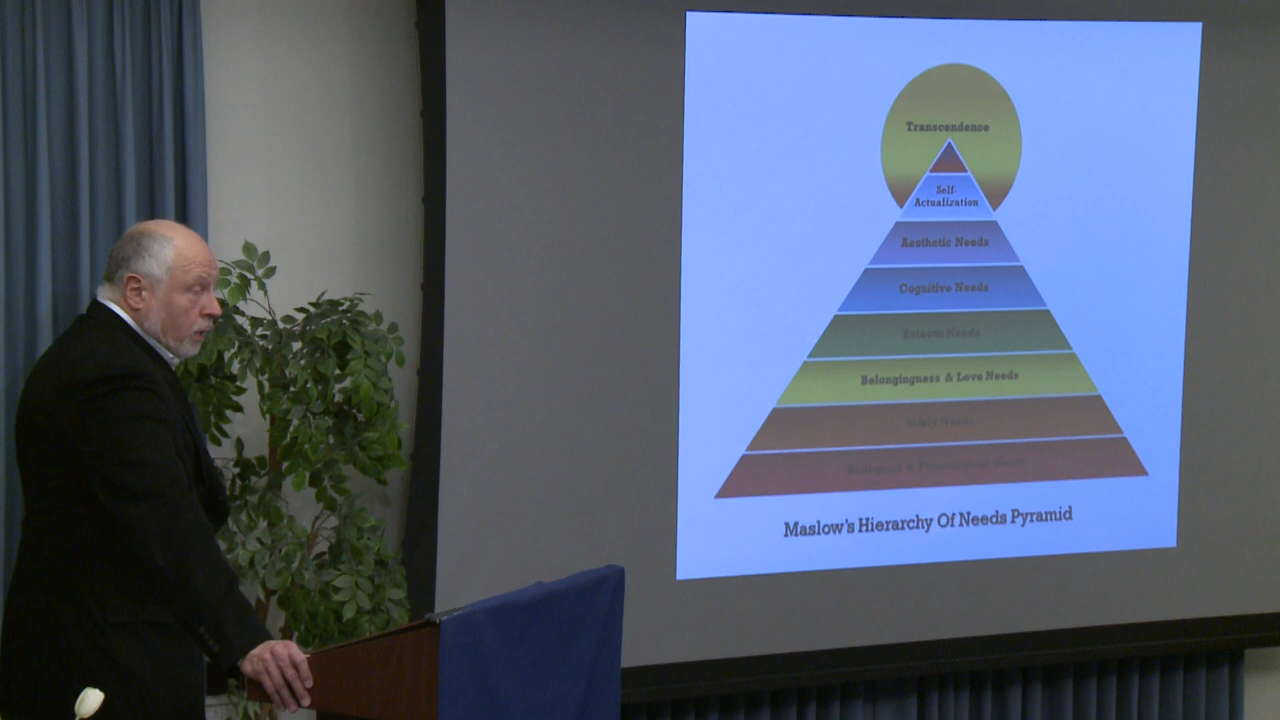 Transcendence
Self-
Actualization
Aesthetic Needs
Cognitive Needs
Esteem Needs
Belongingness & Love Needs
Safety Needs
Biological & Physiological Needs
Maslow's Hierarchy Of Needs Pyramid